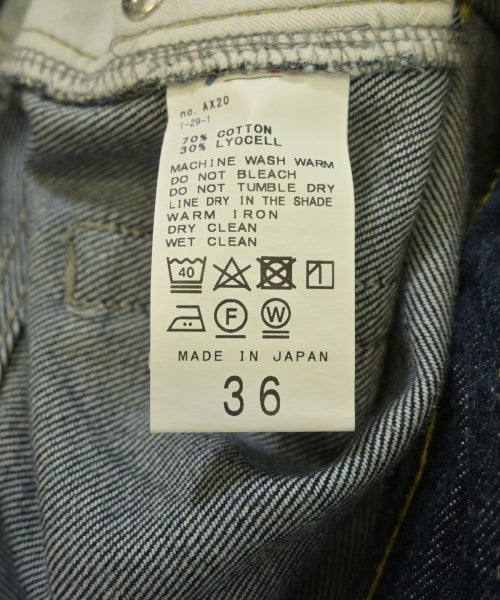 no. AX20
1-29-1
70% COTTON
30% LYOCELL
MACHINE WASH WARM
DO NOT BLEACH
DO NOT TUMBLE DRY
LINE DRY IN THE SHADE
WARM IRON
DRY CLEAN
WET CLEAN
40
F W
MADE IN JAPAN
36